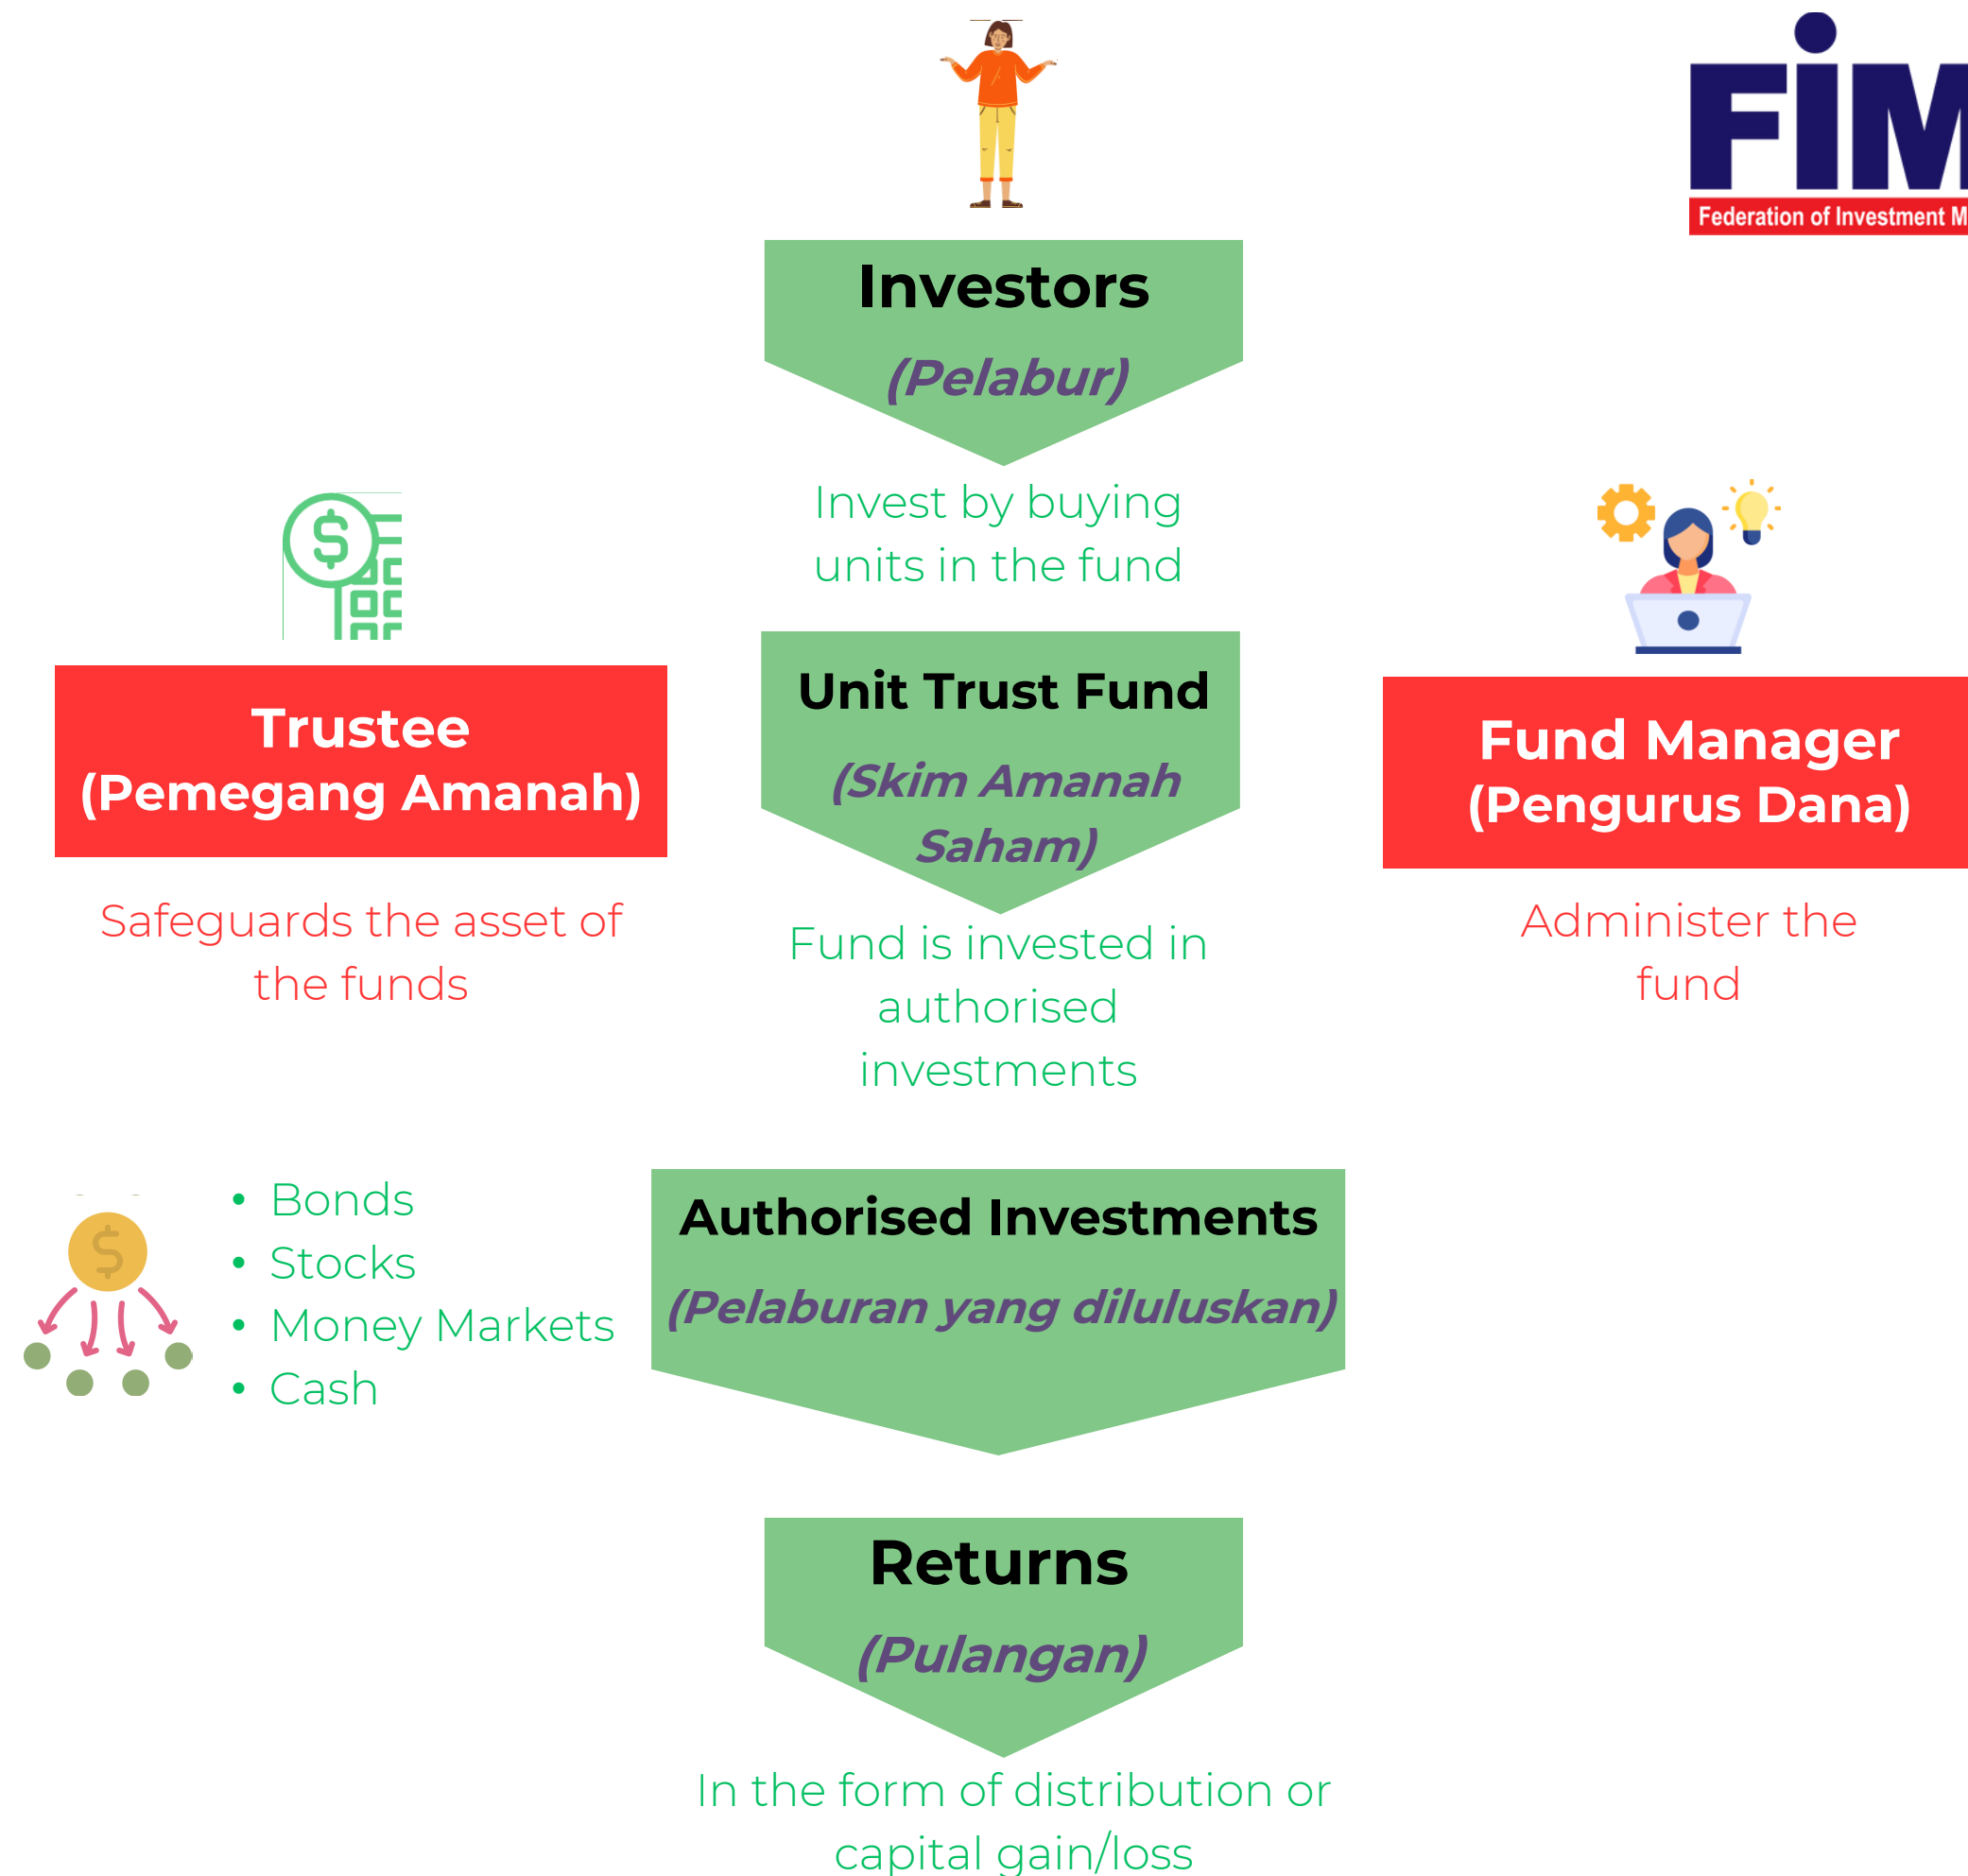 FiM
Federation of Investment M
Investors
(Pelabur)
Invest by buying
units in the fund
Trustee
(Pemegang Amanah)
Safeguards the asset of
the funds
Unit Trust Fund
(Skim Amanah
Saham)
Fund is invested in
authorised
investments
Fund Manager
(Pengurus Dana)
Administer the
fund
• Bonds
• Stocks
• Money Markets
• Cash
Authorised Investments
(Pelaburan yang diluluskan)
Returns
(Pulangan)
In the form of distribution or
capital gain/loss